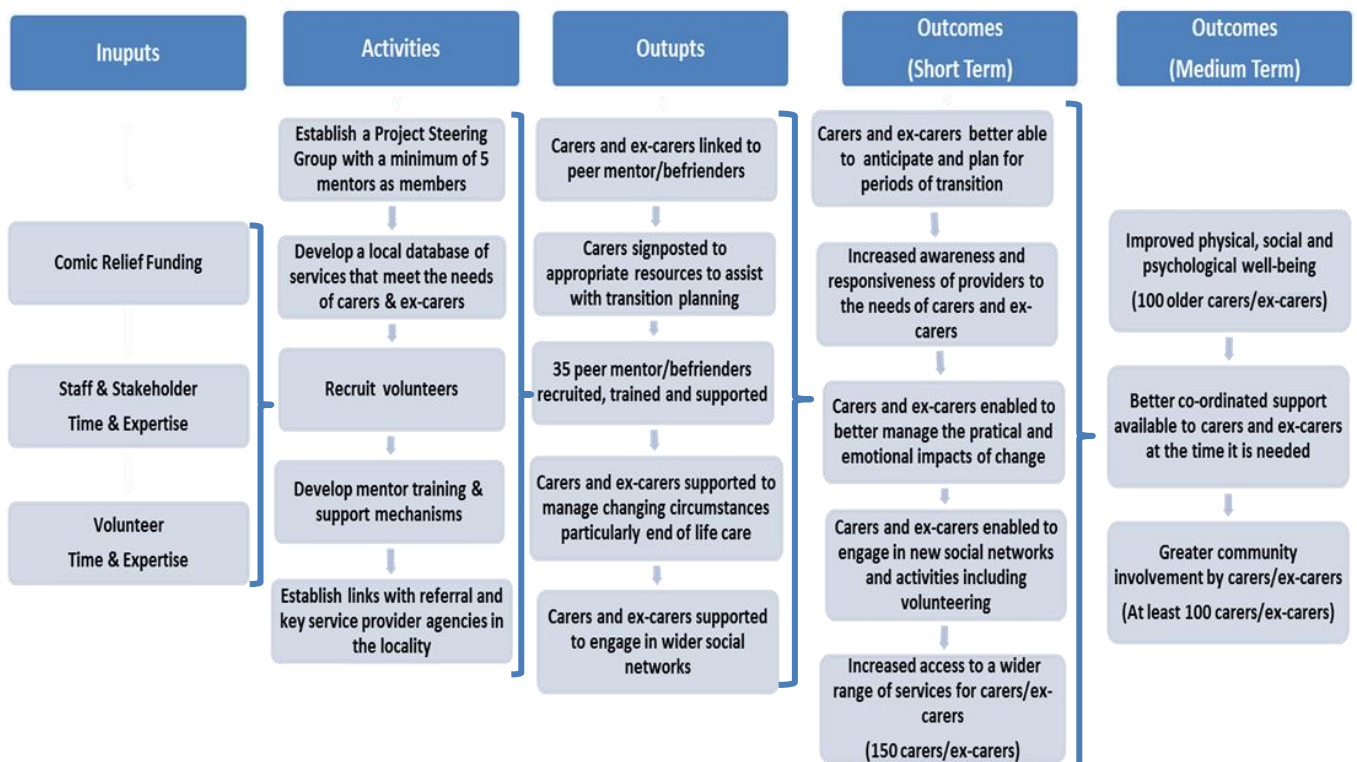 Inuputs
Comic Relief Funding
Staff & Stakeholder
Time & Expertise
Volunteer
Time & Expertise
Activities
Establish a Project Steering
Group with a minimum of 5
mentors as members
Develop a local database of
services that meet the needs
of carers & ex-carers
Recruit volunteers
Develop mentor training &
support mechanisms
Establish links with referral and
key service provider agencies in
the locality
Outupts
Carers and ex-carers linked to
peer mentor/befrienders
Carers signposted to
appropriate resources to assist
with transition planning
35 peer mentor/befrienders
recruited, trained and supported
Carers and ex-carers supported to
manage changing circumstances
particularly end of life care
Carers and ex-carers supported
to engage in wider social
networks
Outcomes
(Short Term)
Carers and ex-carers better able
to anticipate and plan for
periods of transition
Increased awareness and
responsiveness of providers to
the needs of carers and ex-
carers
Carers and ex-carers enabled to
better manage the pratical and
emotional impacts of change
Carers and ex-carers enabled to
engage in new social networks
and activities including
volunteering
Increased access to a wider
range of services for carers/ex-
carers
(150 carers/ex-carers)
Outcomes
(Medium Term)
Improved physical, social and
psychological well-being
(100 older carers/ex-carers)
Better co-ordinated support
available to carers and ex-carers
at the time it is needed
Greater community
involvement by carers/ex-carers
(At least 100 carers/ex-carers)